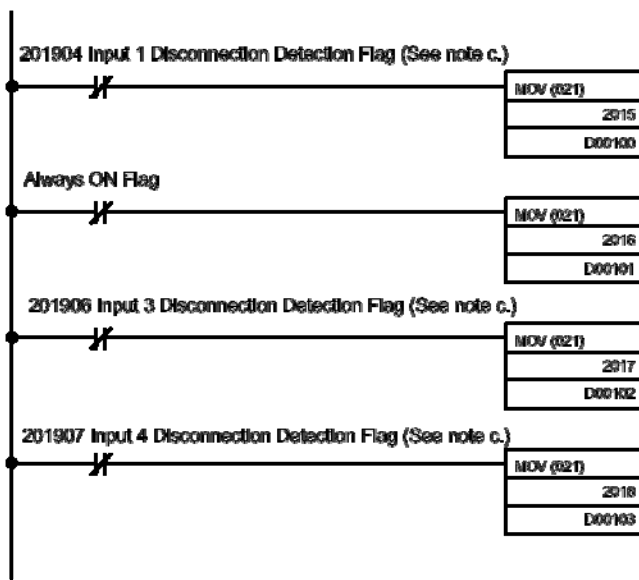 201904 Input 1 Disconnection Detection Flag (See note c.)
MOV (021)
2015
D00100
Always ON Flag
MOV (021)
2016
D00101
201906 Input 3 Disconnection Detection Flag (See note c.)
MOV (021)
2017
D00102
201907 Input 4 Disconnection Detection Flag (See note c.)
MOV (021)
2018
D00103